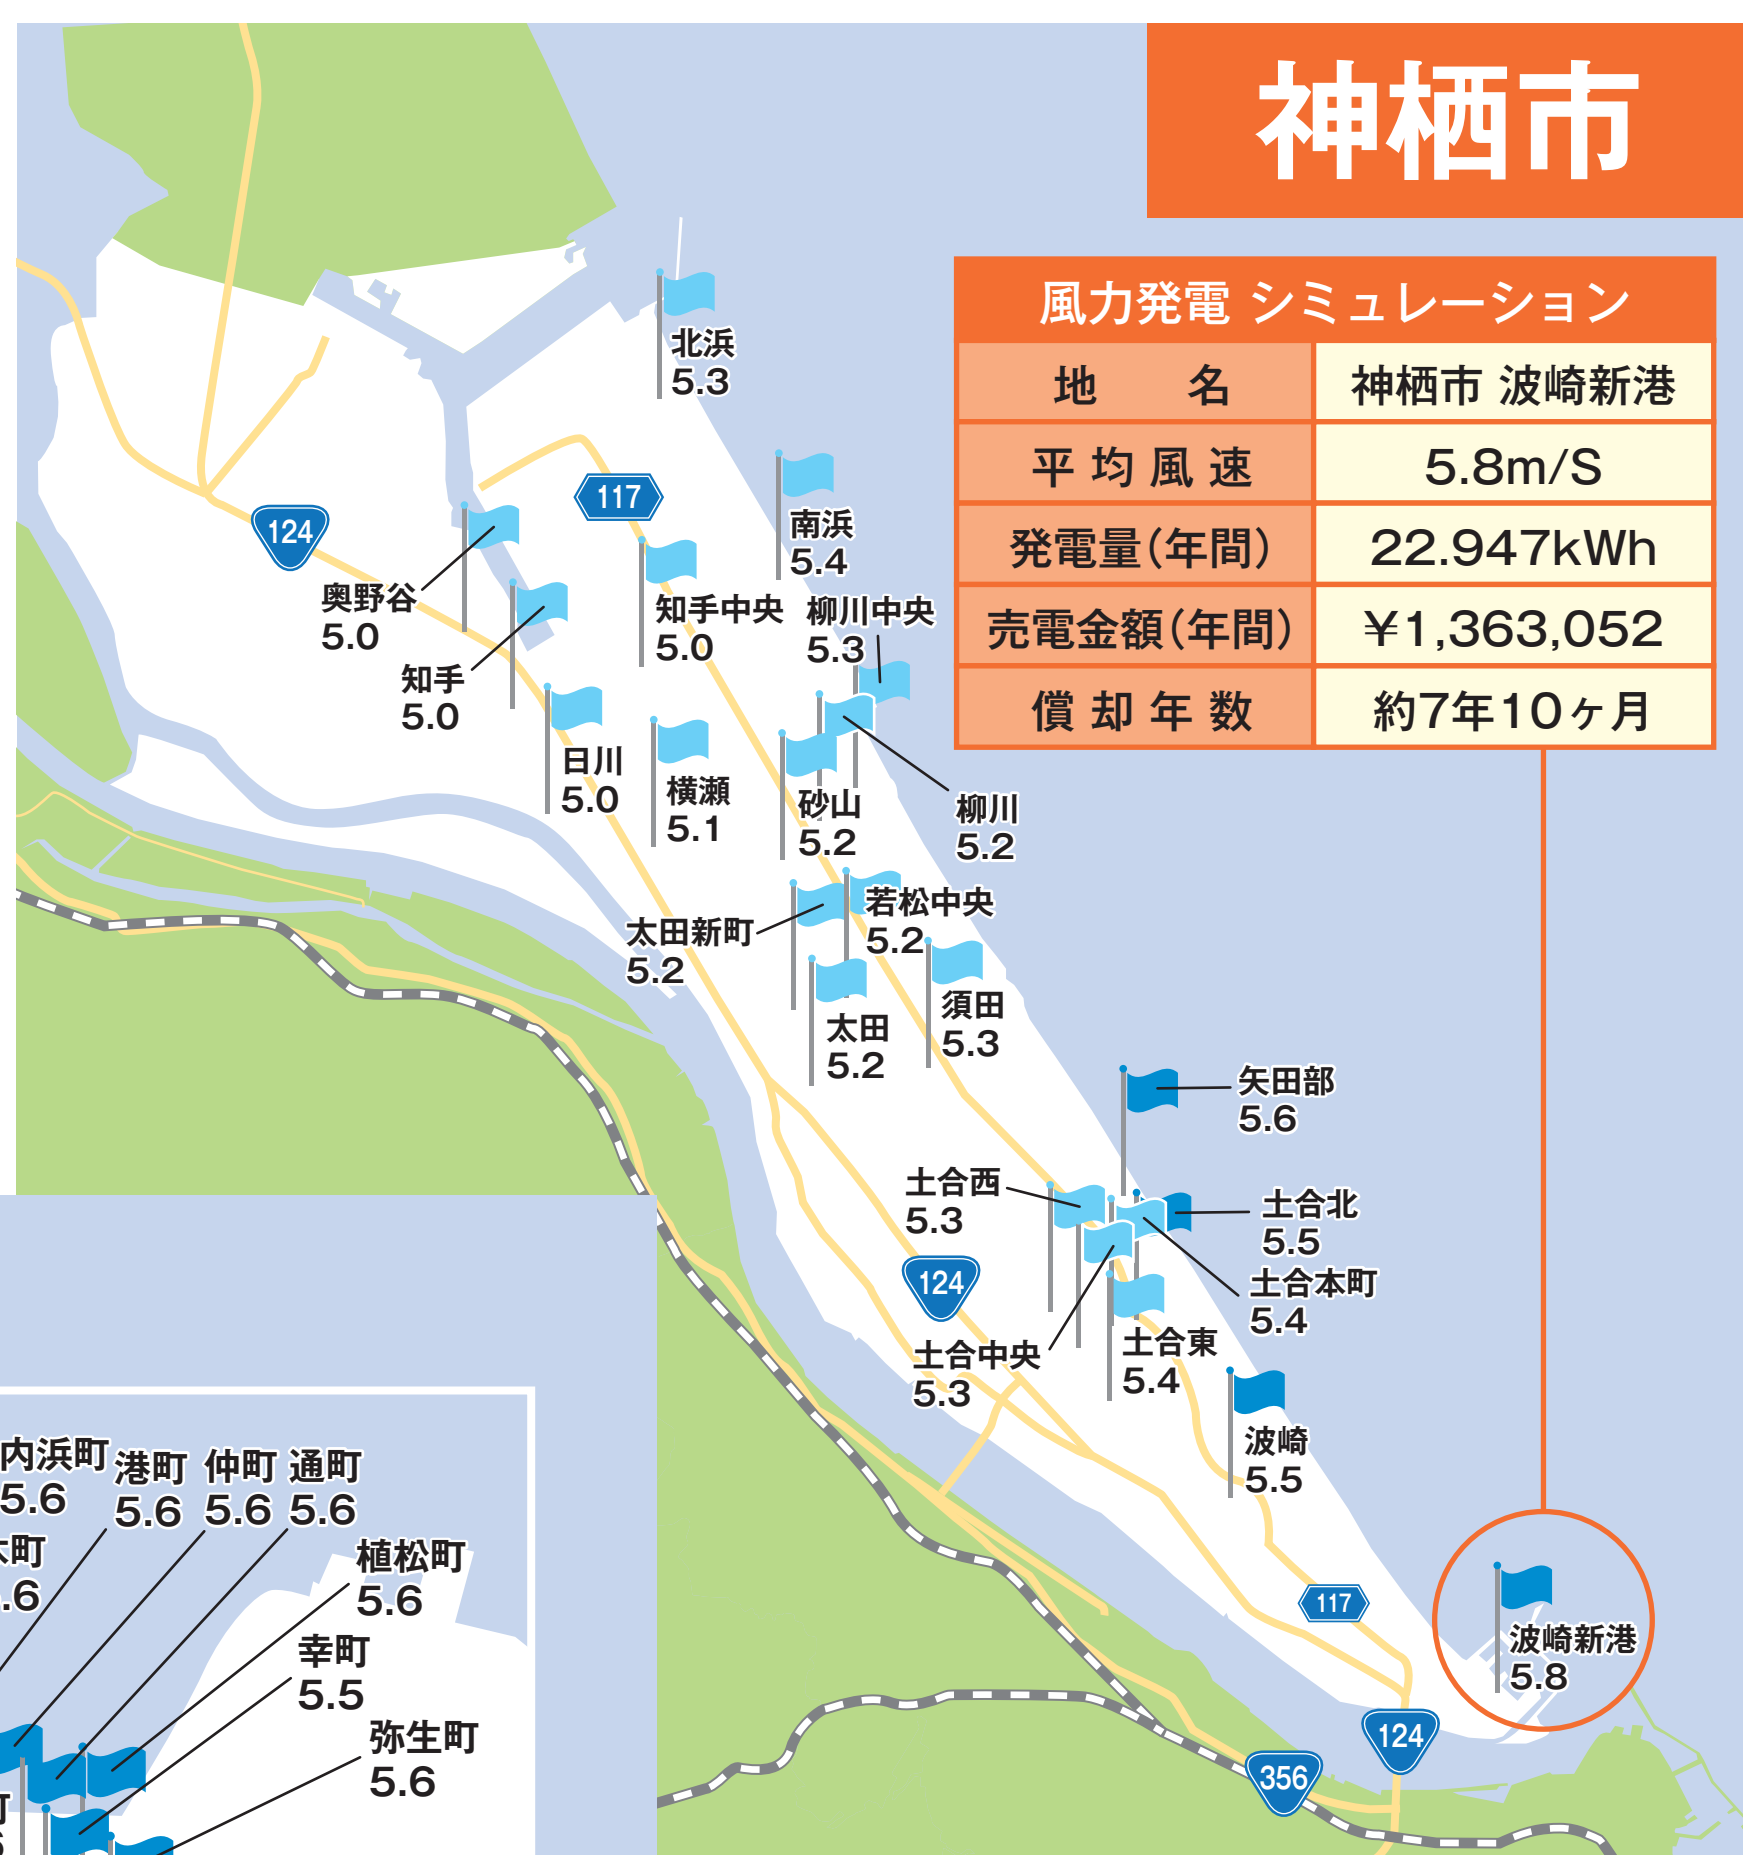 神栖市
風力発電 シミュレーション
地 名 神栖市 波崎新港
平均風速 5.8m/S
発電量(年間) 22.947kWh
売電金額(年間) ¥1,363,052
償却年数 約7年10ヶ月
北浜
5.3
117
南浜
5.4
124
奥野谷
5.0
知手中央
5.0
柳川中央
5.3
知手
5.0
日川
5.0
横瀬
5.1
砂山
5.2
柳川
5.2
太田新町
5.2
若松中央
5.2
太田
5.2
須田
5.3
矢田部
5.6
土合西
5.3
土合北
5.5
土合本町
5.4
124
土合中央
5.3
土合東
5.4
波崎
5.5
117
波崎新港
5.8
124
356
内浜町
5.6
港町
5.6
仲町
5.6
通町
5.6
町
.6
植松町
5.6
幸町
5.5
弥生町
5.6